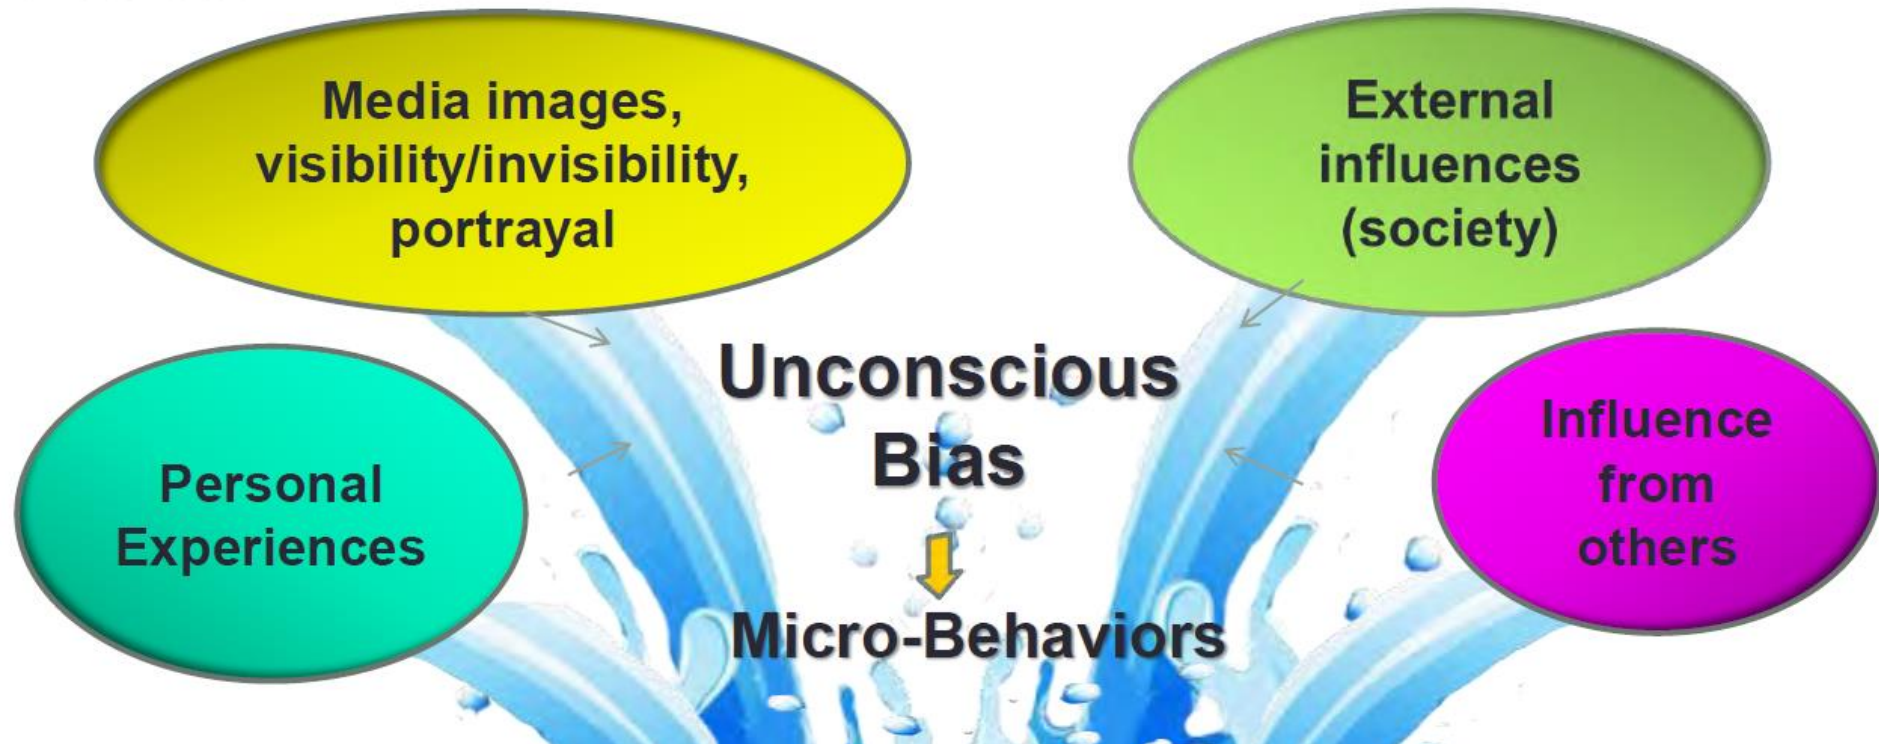 Media images,
visibility/invisibility,
portrayal
External
influences
(society)
Unconscious
Bias
Personal
Experiences
Influence
from
others
Micro-Behaviors